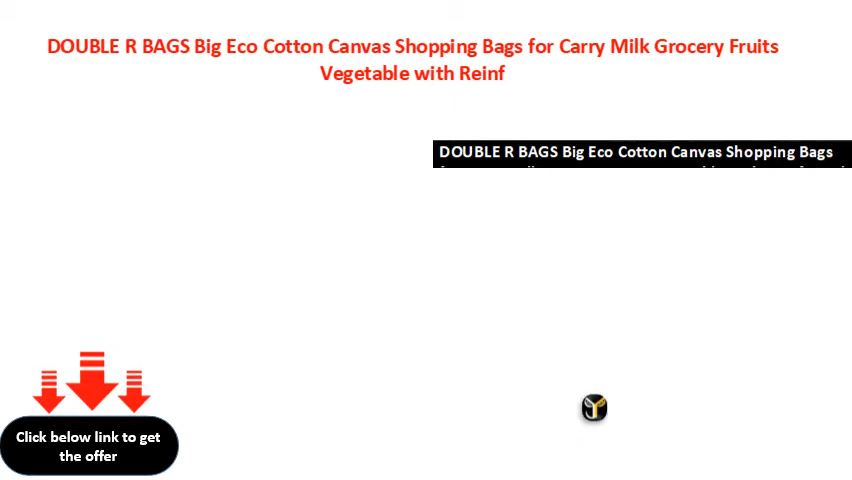 DOUBLE R BAGS Big Eco Cotton Canvas Shopping Bags for Carry Milk Grocery Fruits
Vegetable with Reinf
DOUBLE R BAGS Big Eco Cotton Canvas Shopping Bags
Click below link to get
the offer